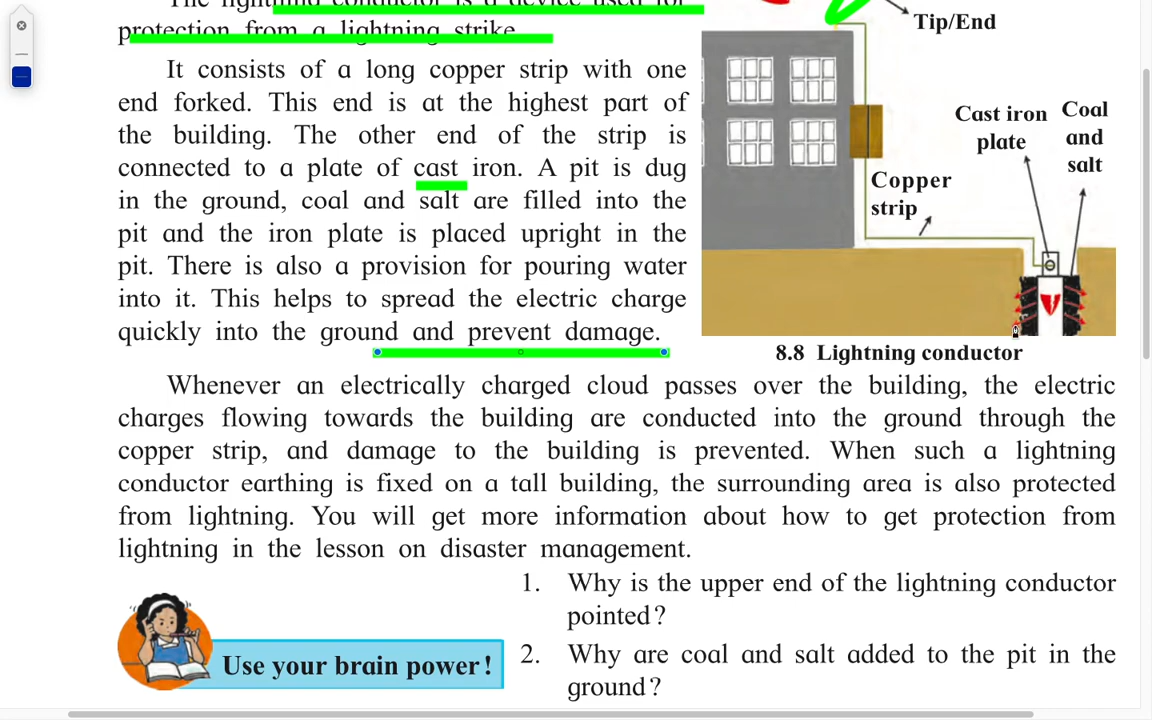 The lightning conductor is a device used for
protection from a lightning strike.
It consists of a long copper strip with one
end forked. This end is at the highest part of
the building. The other end of the strip is
connected to a plate of cast iron. A pit is dug
in the ground, coal and salt are filled into the
pit and the iron plate is placed upright in the
pit. There is also a provision for pouring water
into it. This helps to spread the electric charge
quickly into the ground and prevent damage.
Tip/End
Cast iron plate
Coal and salt
Copper strip
8.8 Lightning conductor
Whenever an electrically charged cloud passes over the building, the electric
charges flowing towards the building are conducted into the ground through the
copper strip, and damage to the building is prevented. When such a lightning
conductor earthing is fixed on a tall building, the surrounding area is also protected
from lightning. You will get more information about how to get protection from
lightning in the lesson on disaster management.
Use your brain power!
1. Why is the upper end of the lightning conductor
pointed?
2. Why are coal and salt added to the pit in the
ground?